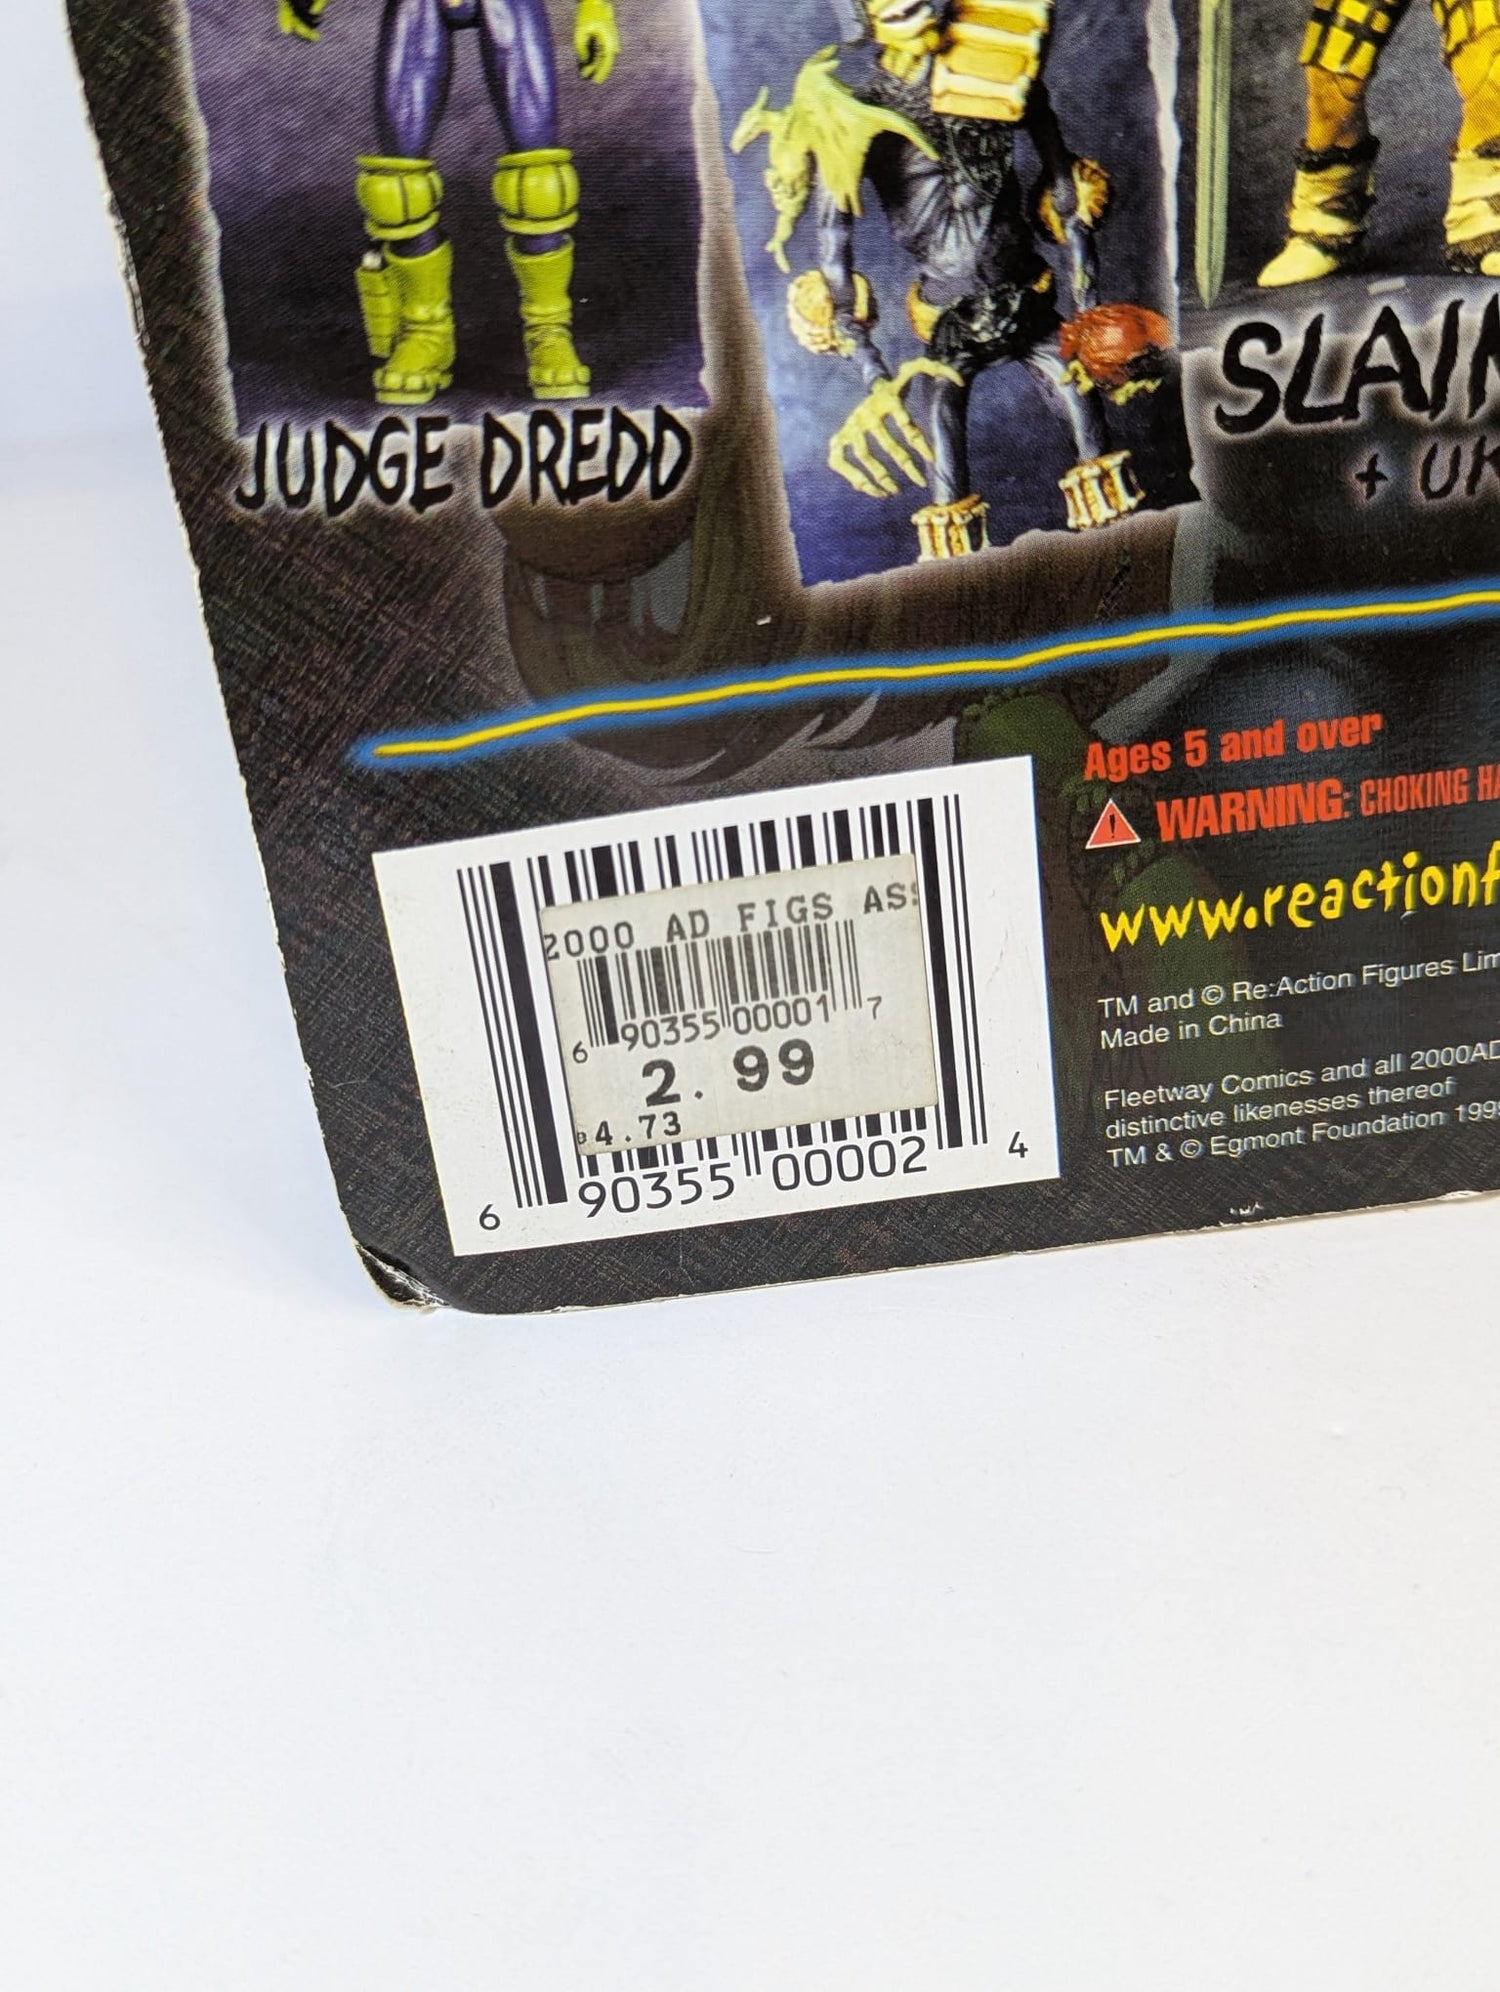 JUDGE DREDD
SLAIN
+ UK
Ages 5 and over
WARNING: CHOKING HA
www.reactionf
TM and © Re:Action Figures Lim
Made in China
Fleetway Comics and all 2000AD
distinctive likenesses thereof
TM & © Egmont Foundation 199
2000 AD FIGS ASS
6 90355 00001 7
2.99
4.73
6 90355 00002 4